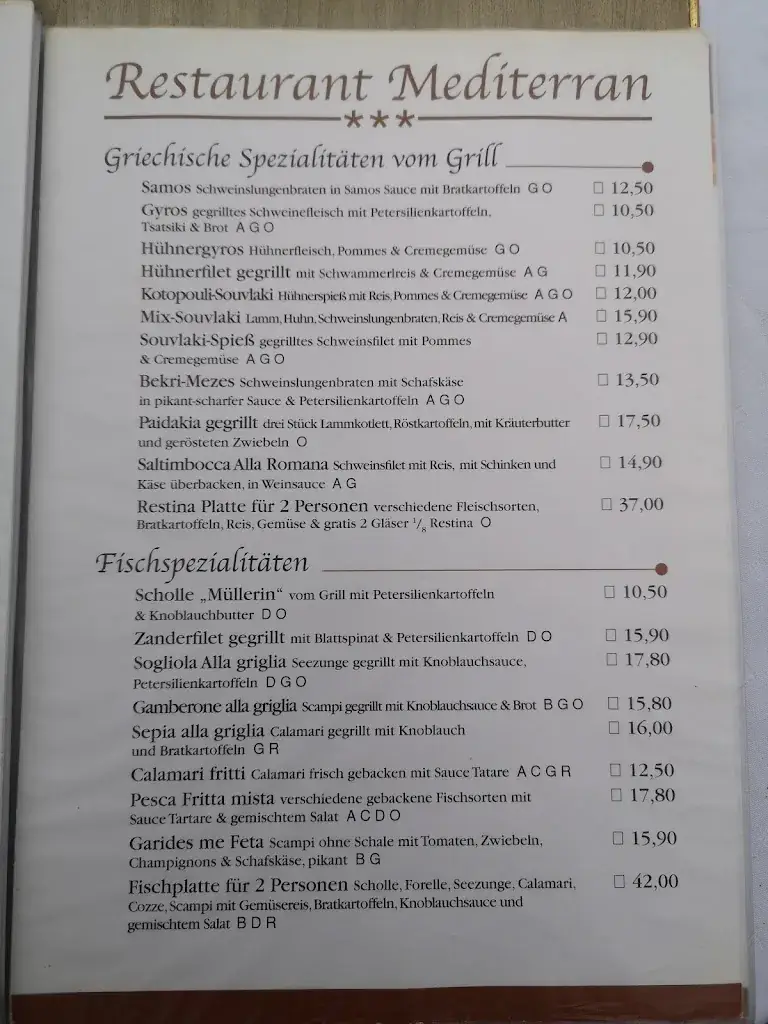 Restaurant Mediterran
***
Griechische Spezialitäten vom Grill
Samos Schweinslungenbraten in Samos Sauce mit Bratkartoffeln G O □ 12,50
Gyros gegrilltes Schweinefleisch mit Petersilienkartoffeln, □ 10,50
Tsatsiki & Brot A G O
Hühnergyros Hühnerfleisch, Pommes & Cremegemüse G O □ 10,50
Hühnerfilet gegrillt mit Schwammerlreis & Cremegemüse A G □ 11,90
Kotopouli-Souvlaki Hühnerspieß mit Reis, Pommes & Cremegemüse A G O □ 12,00
Mix-Souvlaki Lamm, Huhn, Schweinslungenbraten, Reis & Cremegemüse A □ 15,90
Souvlaki-Spieß gegrilltes Schweinsfilet mit Pommes □ 12,90
& Cremegemüse A G O
Bekri-Mezes Schweinslungenbraten mit Schafskäse □ 13,50
in pikant-scharfer Sauce & Petersilienkartoffeln A G O
Paidakia gegrillt drei Stück Lammkotlett, Röstkartoffeln, mit Kräuterbutter □ 17,50
und gerösteten Zwiebeln O
Saltimbocca Alla Romana Schweinsfilet mit Reis, mit Schinken und □ 14,90
Käse überbacken, in Weinsauce A G
Restina Platte für 2 Personen verschiedene Fleischsorten, □ 37,00
Bratkartoffeln, Reis, Gemüse & gratis 2 Gläser 1/8 Restina O
Fischspezialitäten
Scholle „Müllerin“ vom Grill mit Petersilienkartoffeln □ 10,50
& Knoblauchbutter D O
Zanderfilet gegrillt mit Blattspinat & Petersilienkartoffeln D O □ 15,90
Sogliola Alla griglia Seezunge gegrillt mit Knoblauchsauce, □ 17,80
Petersilienkartoffeln D G O
Gamberone alla griglia Scampi gegrillt mit Knoblauchsauce & Brot B G O □ 15,80
Sepia alla griglia Calamari gegrillt mit Knoblauch □ 16,00
und Bratkartoffeln G R
Calamari fritti Calamari frisch gebacken mit Sauce Tatare A C G R □ 12,50
Pesca Fritta mista verschiedene gebackene Fischsorten mit □ 17,80
Sauce Tartare & gemischtem Salat A C D O
Garides me Feta Scampi ohne Schale mit Tomaten, Zwiebeln, □ 15,90
Champignons & Schafskäse, pikant B G
Fischplatte für 2 Personen Scholle, Forelle, Seezunge, Calamari, □ 42,00
Cozze, Scampi mit Gemüsereis, Bratkartoffeln, Knoblauchsauce und
gemischtem Salat B D R